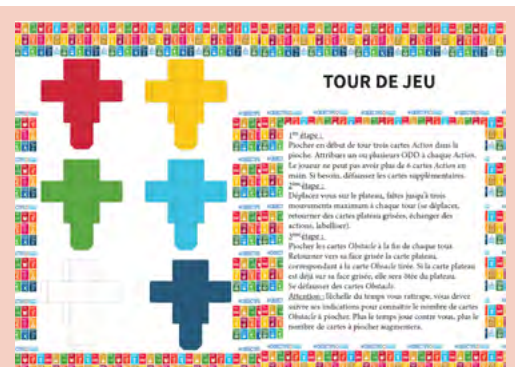 TOUR DE JEU
1ère étape :
Piocher en début de tour trois cartes Action dans la
pioche. Attribuez un ou plusieurs ODD à chaque Action.
Le joueur ne peut pas avoir plus de 6 cartes Action en
main. Si besoin, défausser les cartes supplémentaires.
2ème étape :
Déplacez vous sur le plateau, faites jusqu'à trois
mouvements maximum à chaque tour (se déplacer,
retourner des cartes plateau grisées, échanger des
actions, labelliser).
3ème étape :
Piocher les cartes Obstacle à la fin de chaque tour.
Retourner vers sa face grisée la carte plateau,
correspondant à la carte Obstacle tirée. Si la carte plateau
est déjà sur sa face grisée, elle sera ôtée du plateau.
Se défausser des cartes Obstacle.
Attention : l'échelle du temps vous rattrape, vous devez
suivre ses indications pour connaître le nombre de cartes
Obstacle à piocher. Plus le temps joue contre vous, plus le
nombre de cartes à piocher augmentera.